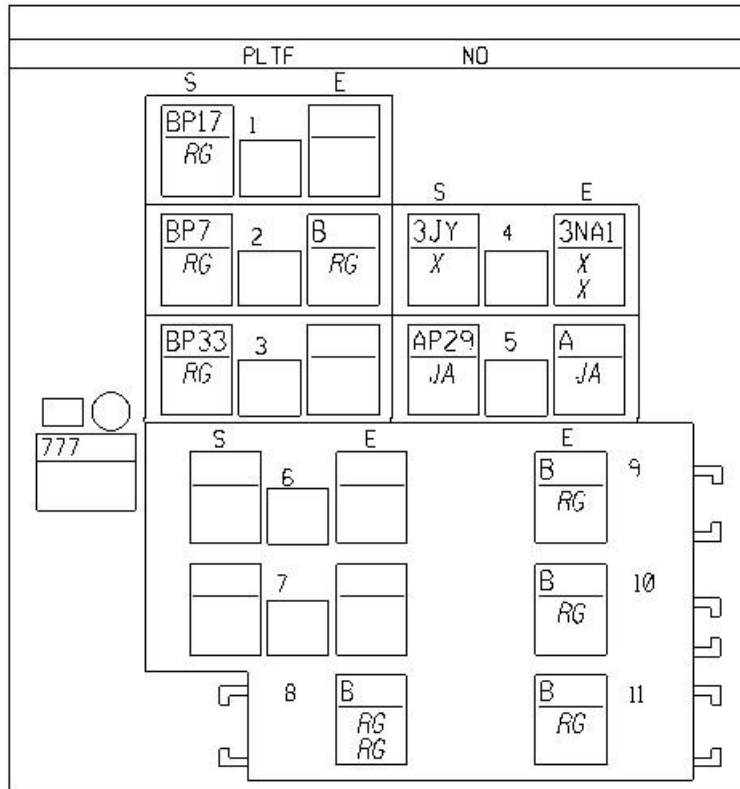 PLTF NO
S E
BP17 1
RG
S E
BP7 2 B 3JY 4 3NA1
RG RG X X
X
BP33 3 AP29 5 A
RG JA JA
777
S E E
6 B 9
RG
7 B 10
RG
8 B B 11
RG RG
RG